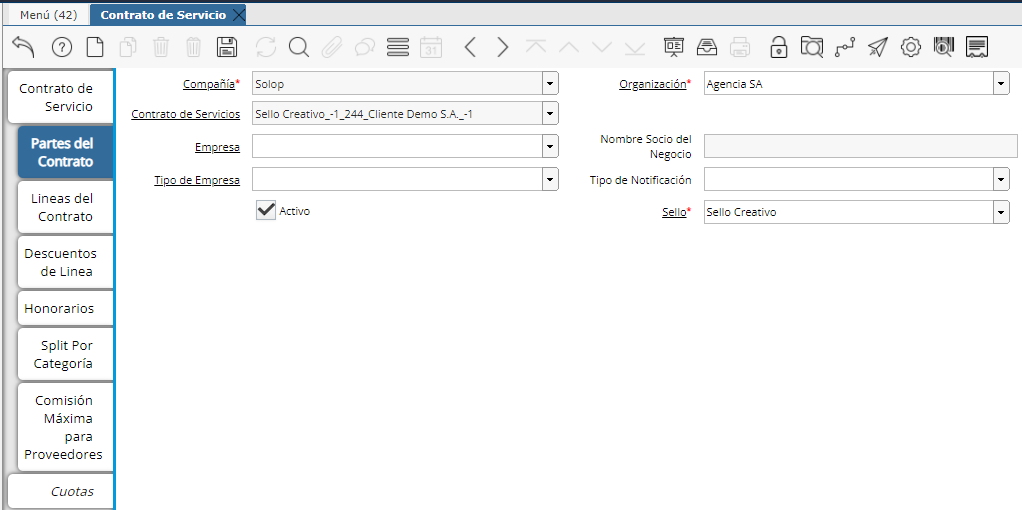 Menú (42)
Contrato de Servicio
31
Contrato de
Servicio
Partes del
Contrato
Lineas del
Contrato
Descuentos
de Linea
Honorarios
Split Por
Categoría
Comisión
Máxima
para
Proveedores
Cuotas
Compañía* Solop
Organización* Agencia SA
Contrato de Servicios Sello Creativo_-1_244_Cliente Demo S.A._-1
Empresa
Nombre Socio del
Negocio
Tipo de Empresa
Tipo de Notificación
Activo
Sello* Sello Creativo